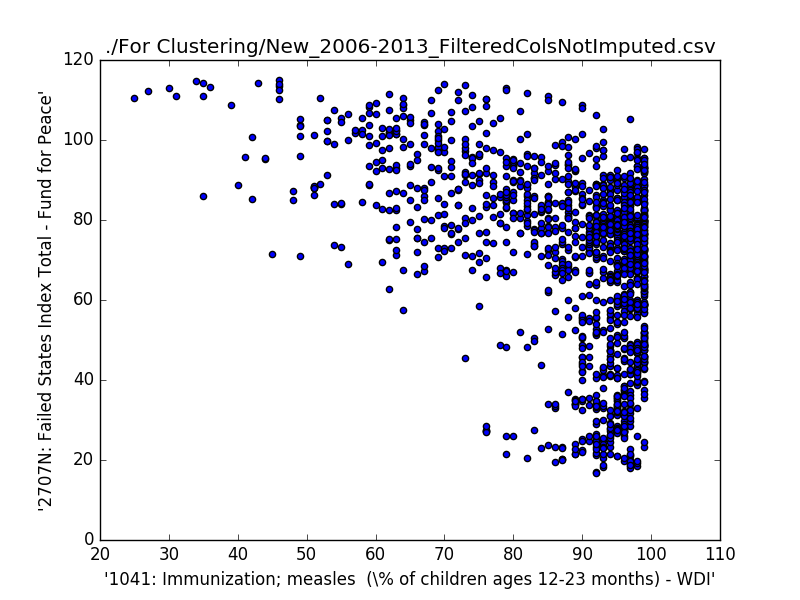 ./For Clustering/New_2006-2013_FilteredColsNotImputed.csv
120
100
80
60
40
20
0
'2707N: Failed States Index Total - Fund for Peace'
20 30 40 50 60 70 80 90 100 110
'1041: Immunization; measles  (\% of children ages 12-23 months) - WDI'